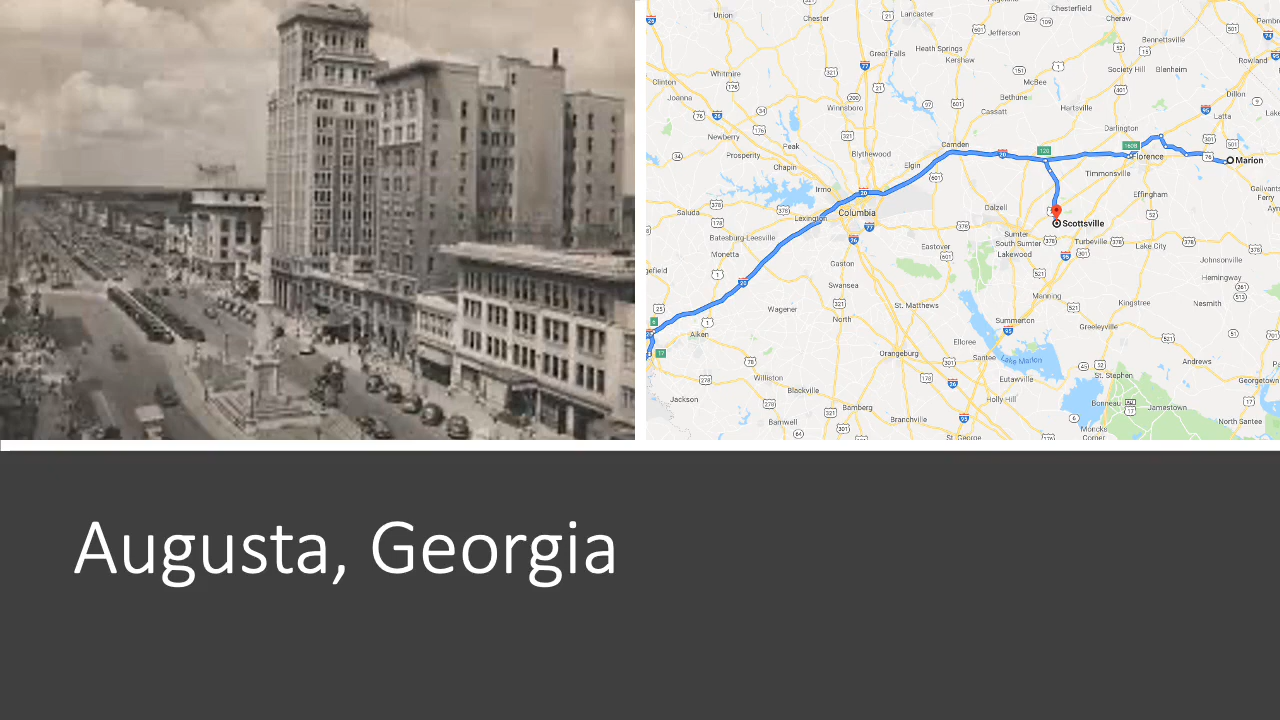 Union
Chester
Lancaster
Chesterfield
Cheraw
Jefferson
Bennettsville
Great Falls
Heath Springs
Kershaw
Rowland
Whitmire
Clinton
McBee
Society Hill
Blenheim
Joanna
Winnsboro
Bethune
Hartsville
Dillon
Cassatt
Latta
Newberry
Peak
Camden
Darlington
Prosperity
Blythewood
Elgin
Florence
Marion
Chapin
Timmonsville
Irmo
Effingham
Saluda
Lexington
Columbia
Dalzell
Scottsville
Batesburg-Leesville
Eastover
Sumter
South Sumter
Lakewood
Turbeville
Lake City
Monetta
Gaston
Johnsonville
Swansea
Manning
Hemingway
Wagener
North
St. Matthews
Kingstree
Nesmith
Summerton
Greeleyville
Aiken
Elloree
Orangeburg
Santee
Lake Marion
Andrews
Williston
Eutawville
St. Stephen
Georgetown
Blackville
Jackson
Bamberg
Holly Hill
Bonneau
Jamestown
Barnwell
Branchville
Moncks
Corner
North Santee
St. George
Augusta, Georgia